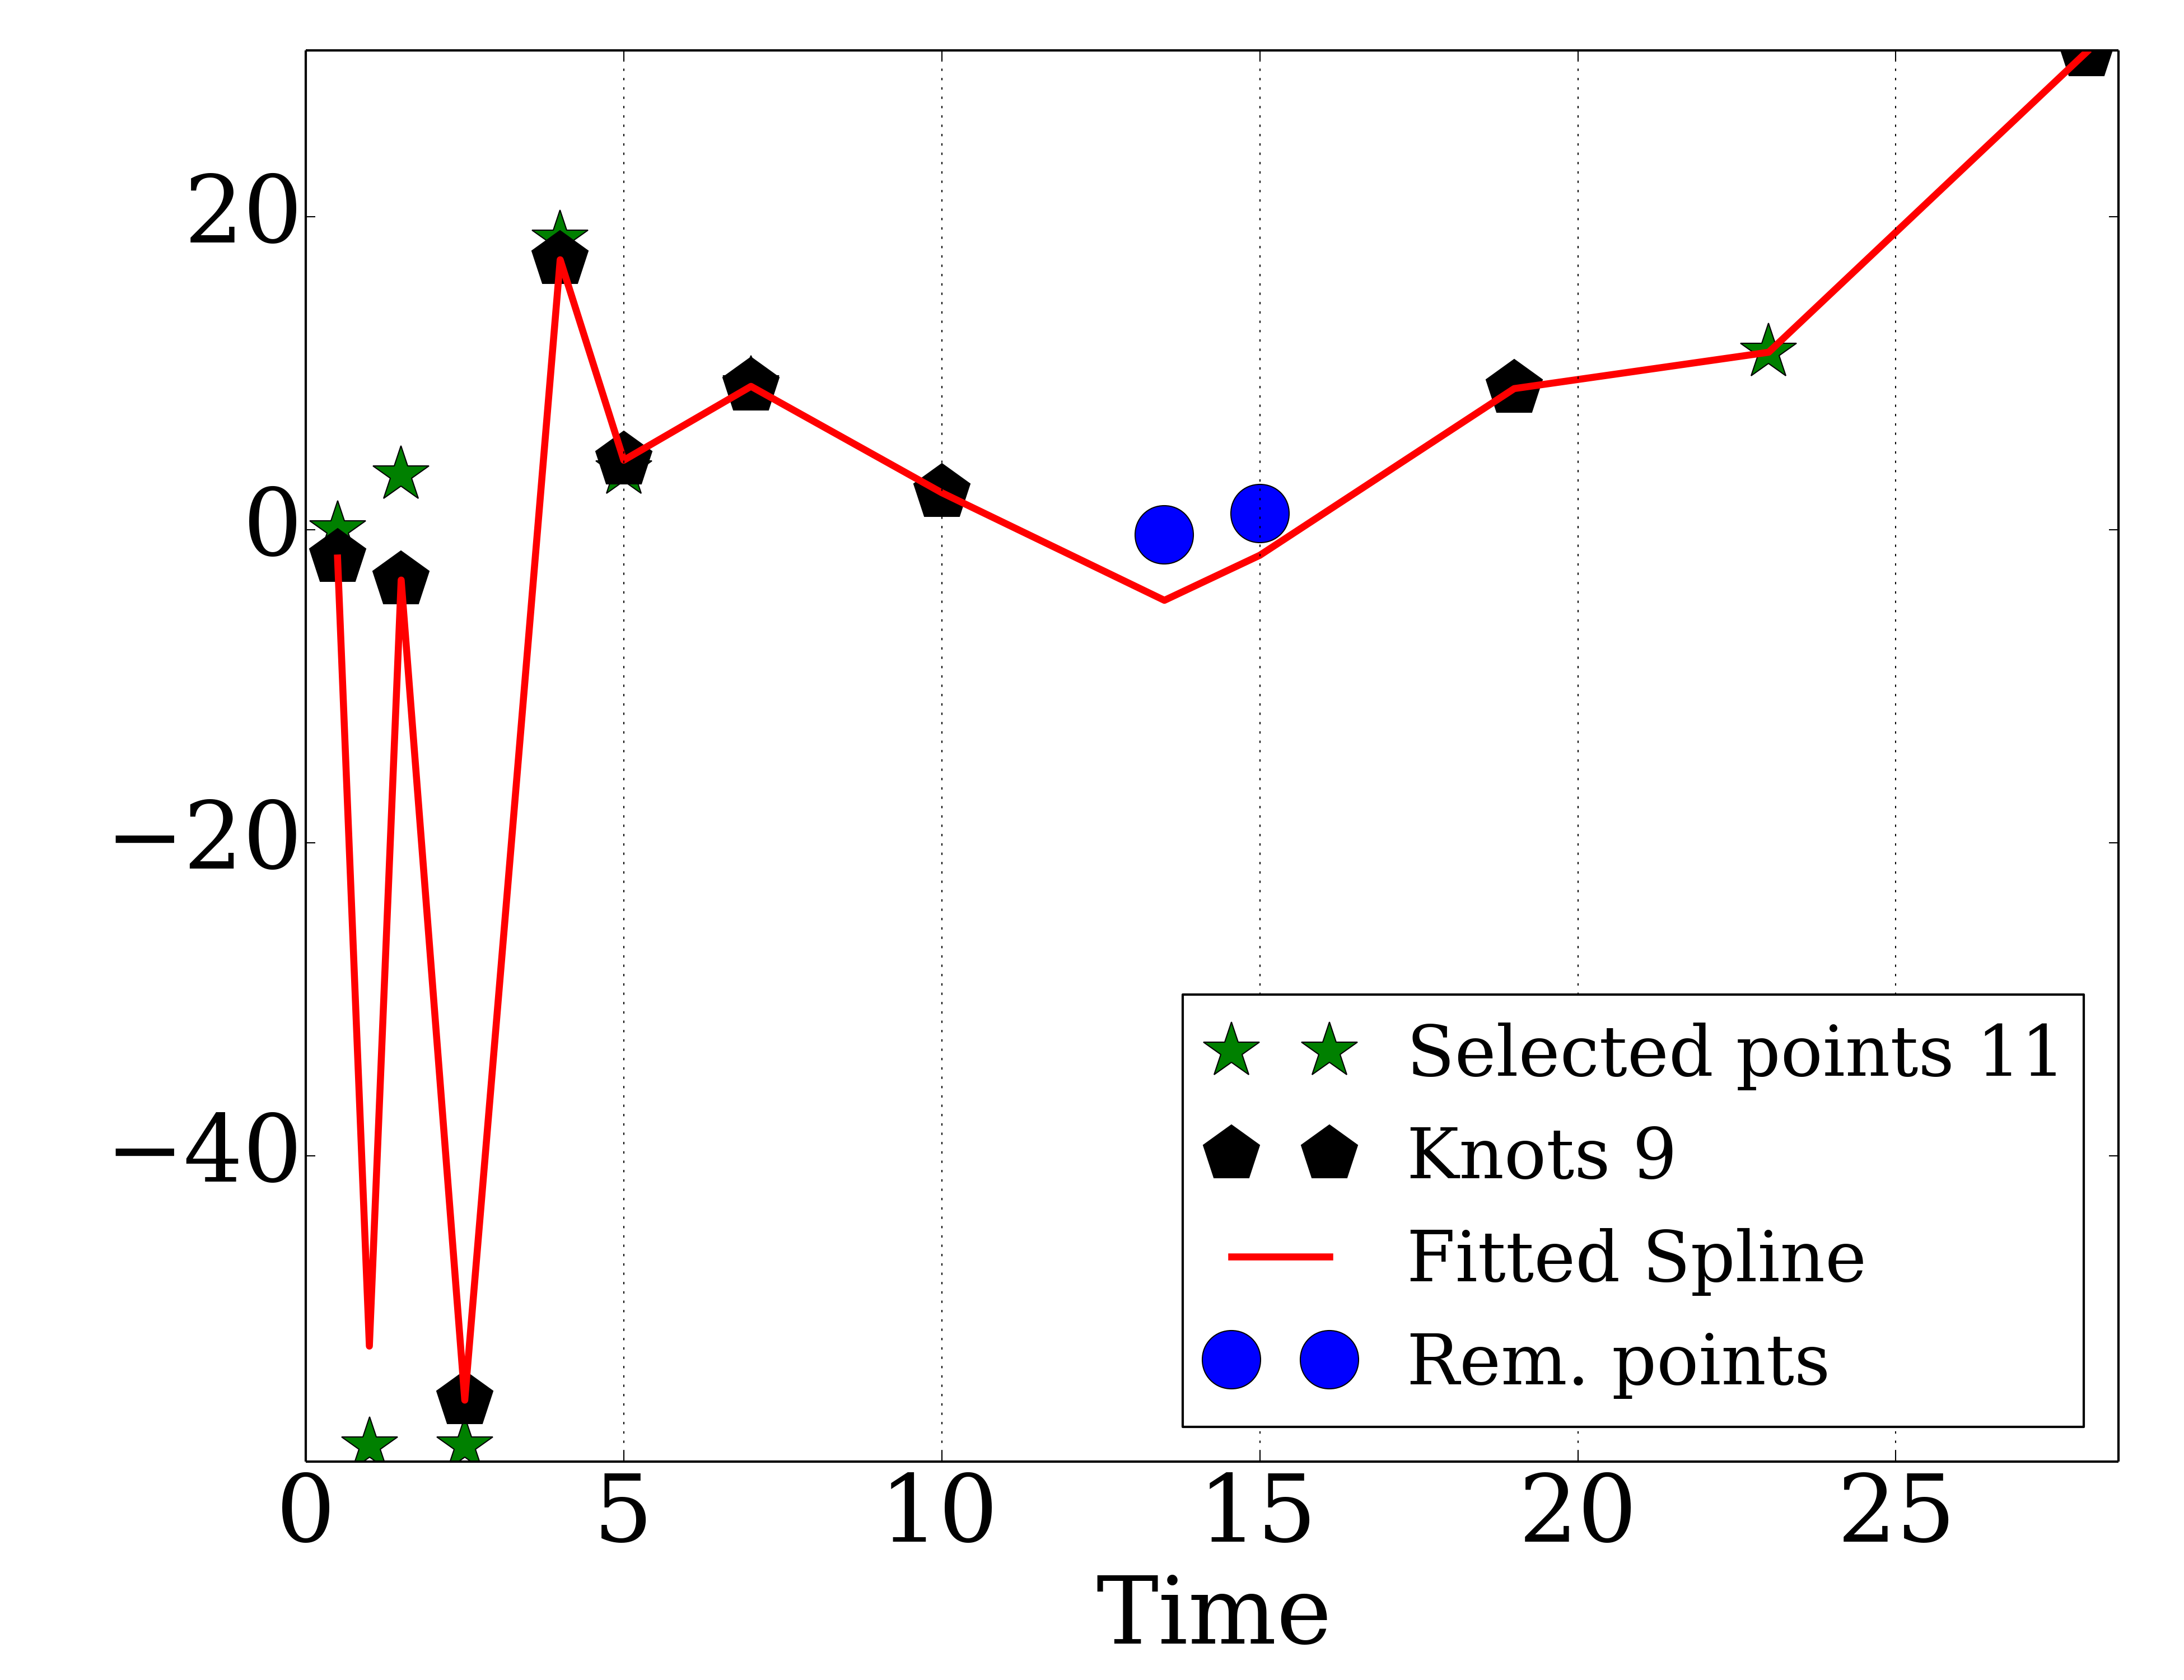 20
0
−20
−40
0 5 10 15 20 25
Time
Selected points 11
Knots 9
Fitted Spline
Rem. points